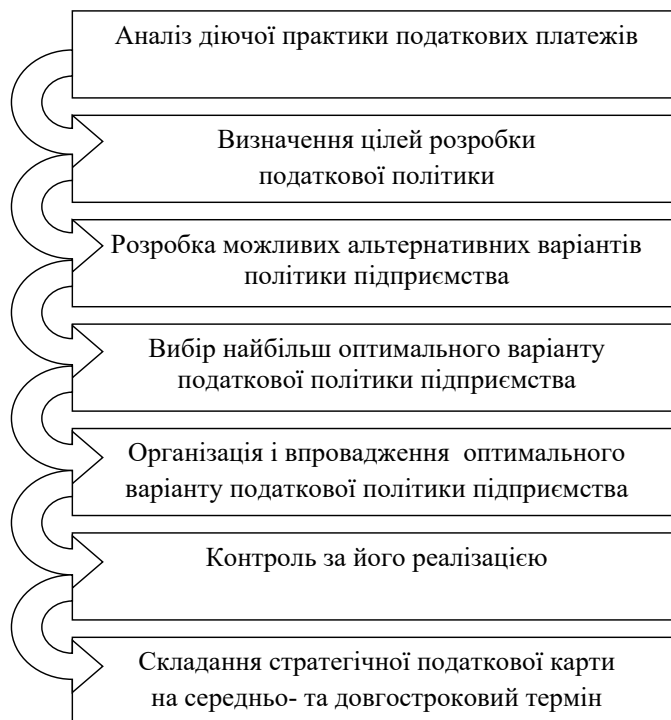 Аналіз діючої практики податкових платежів
Визначення цілей розробки
податкової політики
Розробка можливих альтернативних варіантів
політики підприємства
Вибір найбільш оптимального варіанту
податкової політики підприємства
Організація і впровадження  оптимального
варіанту податкової політики підприємства
Контроль за його реалізацією
Складання стратегічної податкової карти
на середньо- та довгостроковий термін